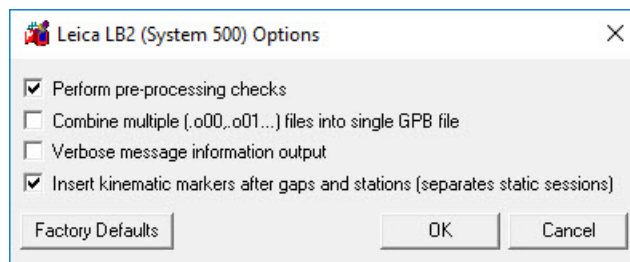 Leica LB2 (System 500) Options
Perform pre-processing checks
Combine multiple (.o00,.o01...) files into single GPB file
Verbose message information output
Insert kinematic markers after gaps and stations (separates static sessions)
Factory Defaults OK Cancel